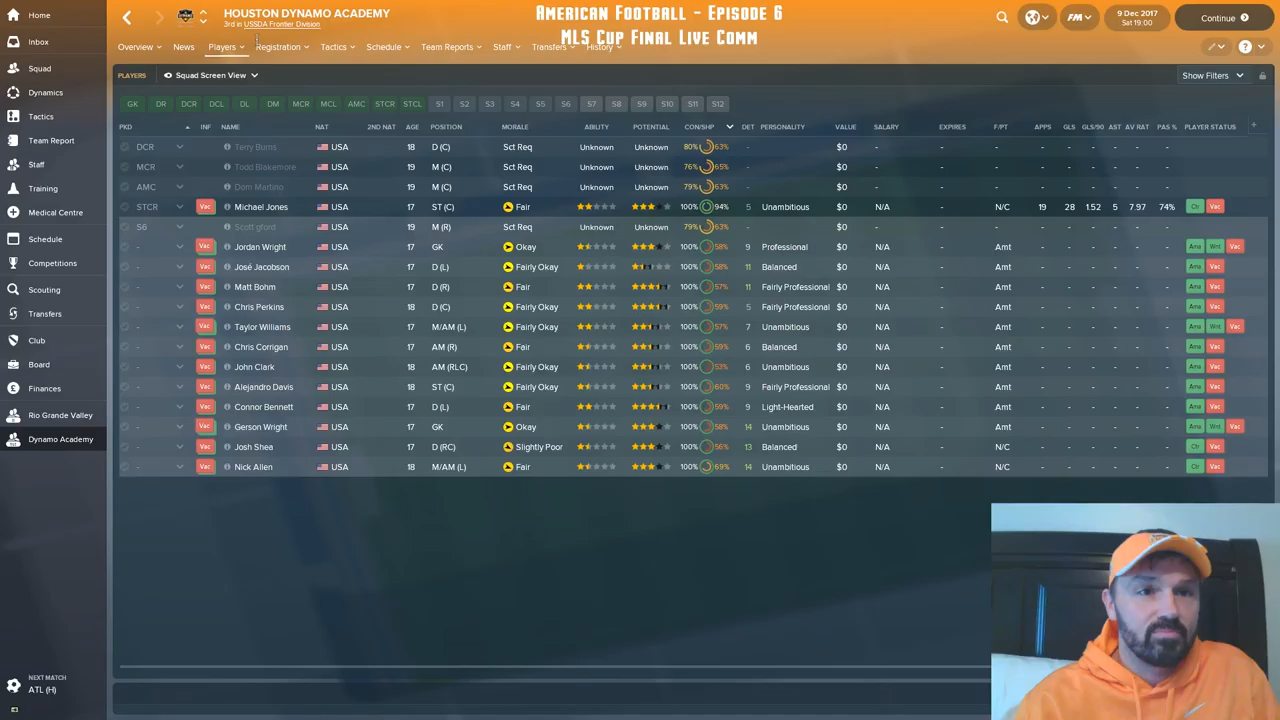 Home
Inbox
Squad
Dynamics
Tactics
Team Report
Staff
Training
Medical Centre
Schedule
Competitions
Scouting
Transfers
Club
Board
Finances
Rio Grande Valley
Dynamo Academy
NEXT MATCH
ATL (H)
HOUSTON DYNAMO ACADEMY
3rd in USSDA Frontier Division
American Football - Episode 6
MLS Cup Final Live Comm
FM
9 Dec 2017
Sat 19:00
Continue
Overview News Players Registration Tactics Schedule Team Reports Staff Transfers History
PLAYERS Squad Screen View Show Filters
GK DR DCR DCL DL DM MCR MCL AMC STCR STCL S1 S2 S3 S4 S5 S6 S7 S8 S9 S10 S11 S12
PKD INF NAME NAT 2ND NAT AGE POSITION MORALE ABILITY POTENTIAL CON/SHP DET PERSONALITY VALUE SALARY EXPIRES F/PT APPS GLS GLS/90 AST AV RAT PAS % PLAYER STATUS
DCR Terry Burns USA 18 D (C) Sct Req Unknown Unknown 80% 63% - $0 - - - - - - - -
MCR Todd Blakemore USA 19 M (C) Sct Req Unknown Unknown 76% 65% - $0 - - - - - - - -
AMC Dom Martino USA 19 M (C) Sct Req Unknown Unknown 79% 63% - $0 - - - - - - - -
STCR Vac Michael Jones USA 19 ST (C) Fair 100% 94% 5 Unambitious $0 N/A N/A 19 28 1.52 5 7.97 74% Clr Vac
S6 Scott gford USA 19 M (R) Sct Req Unknown Unknown 79% 63% - $0 - - - - - - - -
- Vac Jordan Wright USA 17 GK Okay 100% 58% 9 Professional $0 N/A Amt - - - - - - Ama Wnt Vac
- Vac José Jacobson USA 17 D (L) Fairly Okay 100% 58% 11 Balanced $0 N/A Amt - - - - - - Ama Vac
- Vac Matt Bohm USA 17 D (R) Fair 100% 57% 11 Fairly Professional $0 N/A Amt - - - - - - Ama Vac
- Vac Chris Perkins USA 18 D (C) Fairly Okay 100% 59% 5 Fairly Professional $0 N/A Amt - - - - - - Ama Vac
- Vac Taylor Williams USA 17 M/AM (L) Fairly Okay 100% 57% 7 Unambitious $0 N/A Amt - - - - - - Ama Wnt Vac
- Vac Chris Corrigan USA 17 AM (R) Fair 100% 59% 6 Balanced $0 N/A Amt - - - - - - Ama Vac
- Vac John Clark USA 18 AM (RLC) Fairly Okay 100% 53% 6 Unambitious $0 N/A Amt - - - - - - Ama Vac
- Vac Alejandro Davis USA 18 ST (C) Fairly Okay 100% 60% 9 Fairly Professional $0 N/A Amt - - - - - - Ama Vac
- Vac Connor Bennett USA 17 D (L) Fair 100% 59% 9 Light-Hearted $0 N/A Amt - - - - - - Ama Vac
- Vac Gerson Wright USA 17 GK Okay 100% 58% 14 Unambitious $0 N/A Amt - - - - - - Ama Wnt Vac
- Vac Josh Shea USA 17 D (RC) Slightly Poor 100% 56% 13 Balanced $0 N/A N/C - - - - - - Clr Vac
- Vac Nick Allen USA 18 M/AM (L) Fair 100% 69% 14 Unambitious $0 N/A N/C - - - - - - Clr Vac